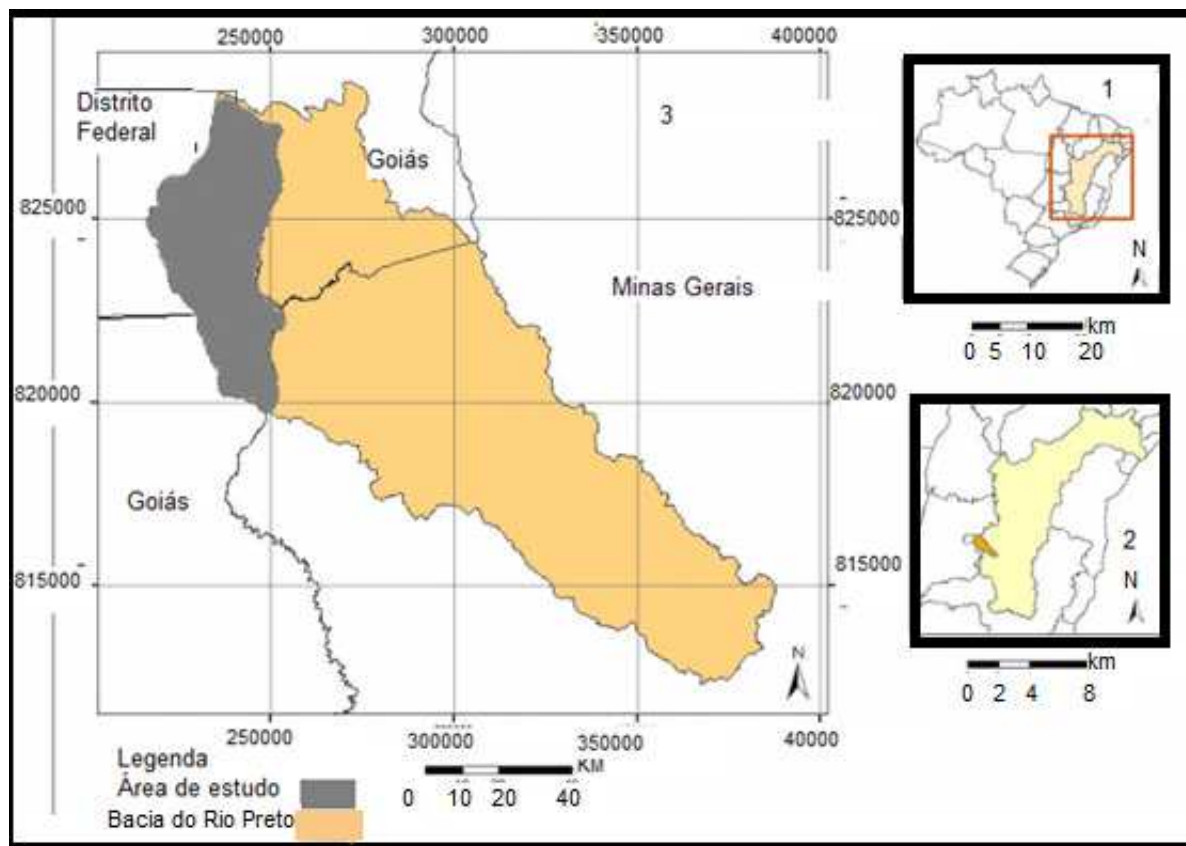 250000
300000
350000
400000
Distrito
Federal
3
Goiás
825000
825000
Minas Gerais
820000
820000
Goiás
815000
815000
N
250000
300000
350000
40000
Legenda
Área de estudo
Bacia do Rio Preto
KM
0 10 20 40
1
N
km
0 5 10 20
2
N
km
0 2 4 8